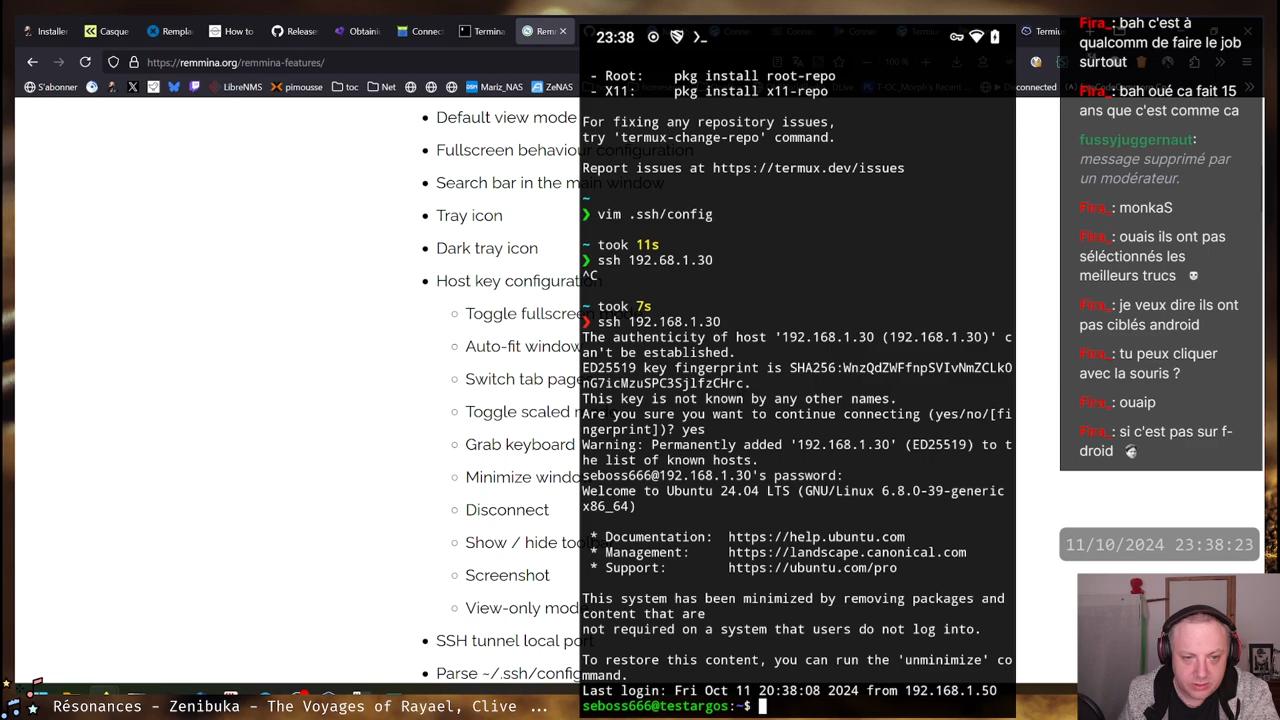 Installer
Casque
Remplac
How to
Release
Obtainiu
Connect
Termina
Remr
Termiu
https://remmina.org/remmina-features/
S'abonner
LibreNMS
pimousse
toc
Net
Mariz_NAS
ZeNAS
Default view mode
Fullscreen behaviour configuration
Search bar in the main window
Tray icon
Dark tray icon
Host key configuration
Toggle fullscreen mod
Auto-fit window
Switch tab page
Toggle scaled m
Grab keyboard
Minimize windo
Disconnect
Show / hide toolba
Screenshot
View-only mod
SSH tunnel local port
Parse ~/.ssh/config
23:38
- Root:    pkg install root-repo
- X11:     pkg install x11-repo
For fixing any repository issues,
try 'termux-change-repo' command.
Report issues at https://termux.dev/issues
~
❯ vim .ssh/config
~ took 11s
❯ ssh 192.68.1.30
^C
~ took 7s
❯ ssh 192.168.1.30
The authenticity of host '192.168.1.30 (192.168.1.30)' c
an't be established.
ED25519 key fingerprint is SHA256:WnzQdZWFfnpSVIvNmZCLkO
nG7icMzuSPC3SjlfzCHrc.
This key is not known by any other names.
Are you sure you want to continue connecting (yes/no/[fi
ngerprint])? yes
Warning: Permanently added '192.168.1.30' (ED25519) to t
he list of known hosts.
seboss666@192.168.1.30's password:
Welcome to Ubuntu 24.04 LTS (GNU/Linux 6.8.0-39-generic
x86_64)
* Documentation:  https://help.ubuntu.com
* Management:     https://landscape.canonical.com
* Support:        https://ubuntu.com/pro
This system has been minimized by removing packages and
content that are
not required on a system that users do not log into.
To restore this content, you can run the 'unminimize' co
mmand.
Last login: Fri Oct 11 20:38:08 2024 from 192.168.1.50
seboss666@testargos:~$
Fira_: bah c'est à
qualcomm de faire le job
surtout
Fira_: bah oué ca fait 15
ans que c'est comme ca
fussyjuggernaut:
message supprimé par
un modérateur.
Fira_: monkaS
Fira_: ouais ils ont pas
séléctionnés les
meilleurs trucs
Fira_: je veux dire ils ont
pas ciblés android
Fira_: tu peux cliquer
avec la souris ?
Fira_: ouaip
Fira_: si c'est pas sur f-
droid
11/10/2024 23:38:23
Résonances - Zenibuka - The Voyages of Rayael, Clive ...